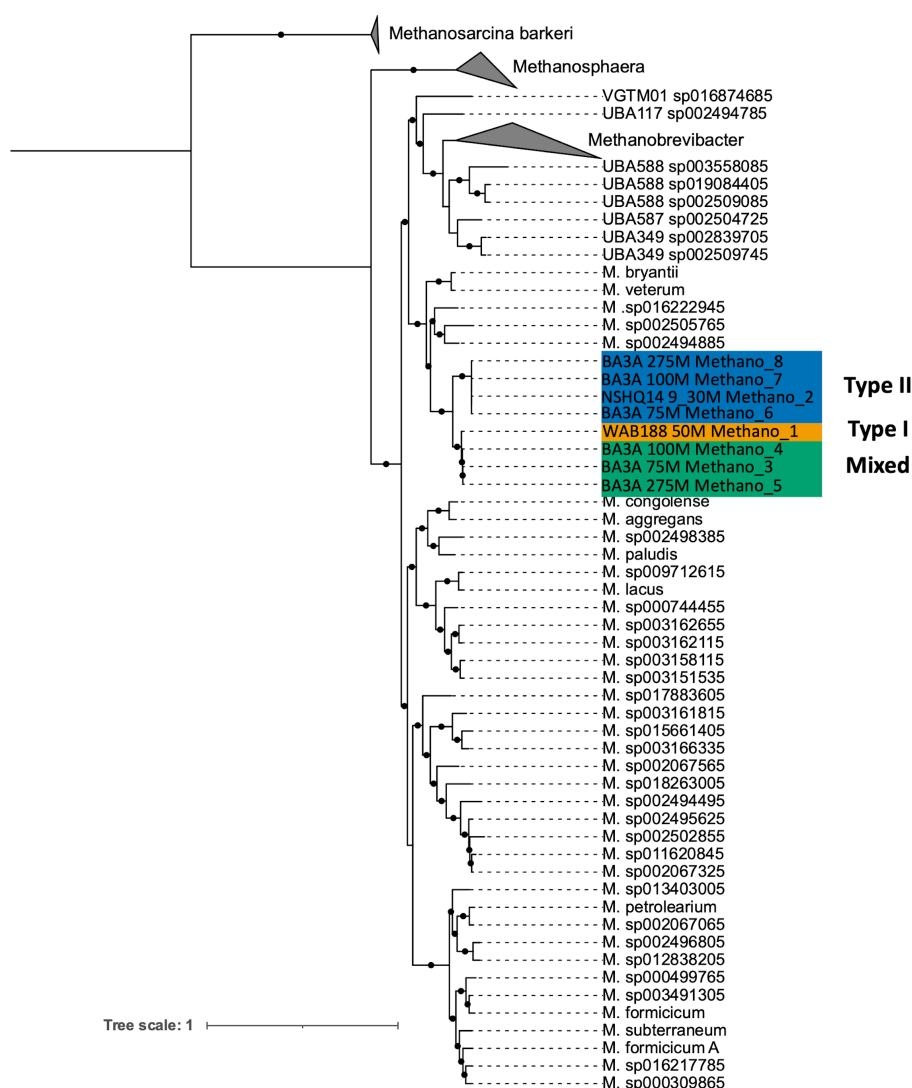 Methanosarcina barkeri
Methanosphaera
VGTM01 sp016874685
UBA117 sp002494785
Methanobrevibacter
UBA588 sp003558085
UBA588 sp019084405
UBA588 sp002509085
UBA587 sp002504725
UBA349 sp002839705
UBA349 sp002509745
M. bryantii
M. veterum
M .sp016222945
M. sp002505765
M. sp002494885
BA3A 275M Methano_8
BA3A 100M Methano_7
Type II
NSHQ14 9_30M Methano_2
BA3A 75M Methano_6
WAB188 50M Methano_1
Type I
BA3A 100M Methano_4
BA3A 75M Methano_3
Mixed
BA3A 275M Methano_5
M. congolense
M. aggregans
M. sp002498385
M. paludis
M. sp009712615
M. lacus
M. sp000744455
M. sp003162655
M. sp003162115
M. sp003158115
M. sp003151535
M. sp017883605
M. sp003161815
M. sp015661405
M. sp003166335
M. sp002067565
M. sp018263005
M. sp002494495
M. sp002495625
M. sp002502855
M. sp011620845
M. sp002067325
M. sp013403005
M. petrolearium
M. sp002067065
M. sp002496805
M. sp012838205
M. sp000499765
M. sp003491305
M. formicicum
Tree scale: 1
M. subterraneum
M. formicicum A
M. sp016217785
M. sp000309865